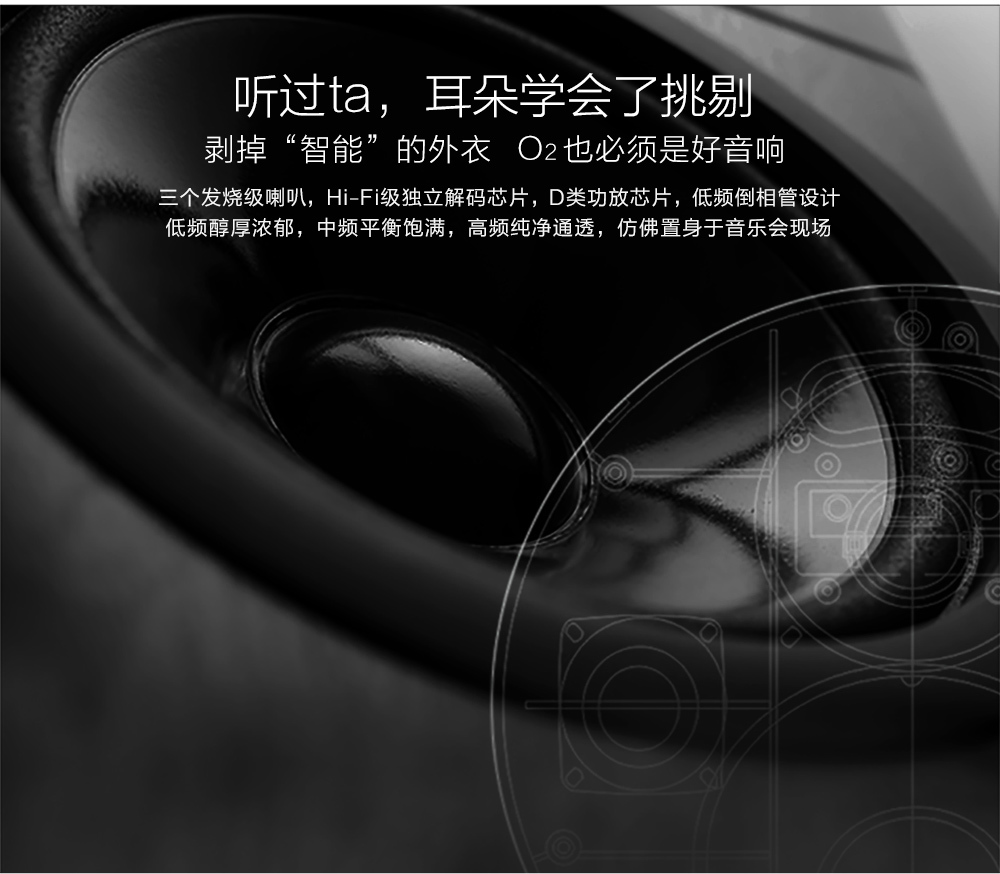 听过ta，耳朵学会了挑剔
剥掉“智能”的外衣 O2也必须是好音响
三个发烧级喇叭，Hi-Fi级独立解码芯片，D类功放芯片，低频倒相管设计
低频醇厚浓郁，中频平衡饱满，高频纯净通透，仿佛置身于音乐会现场